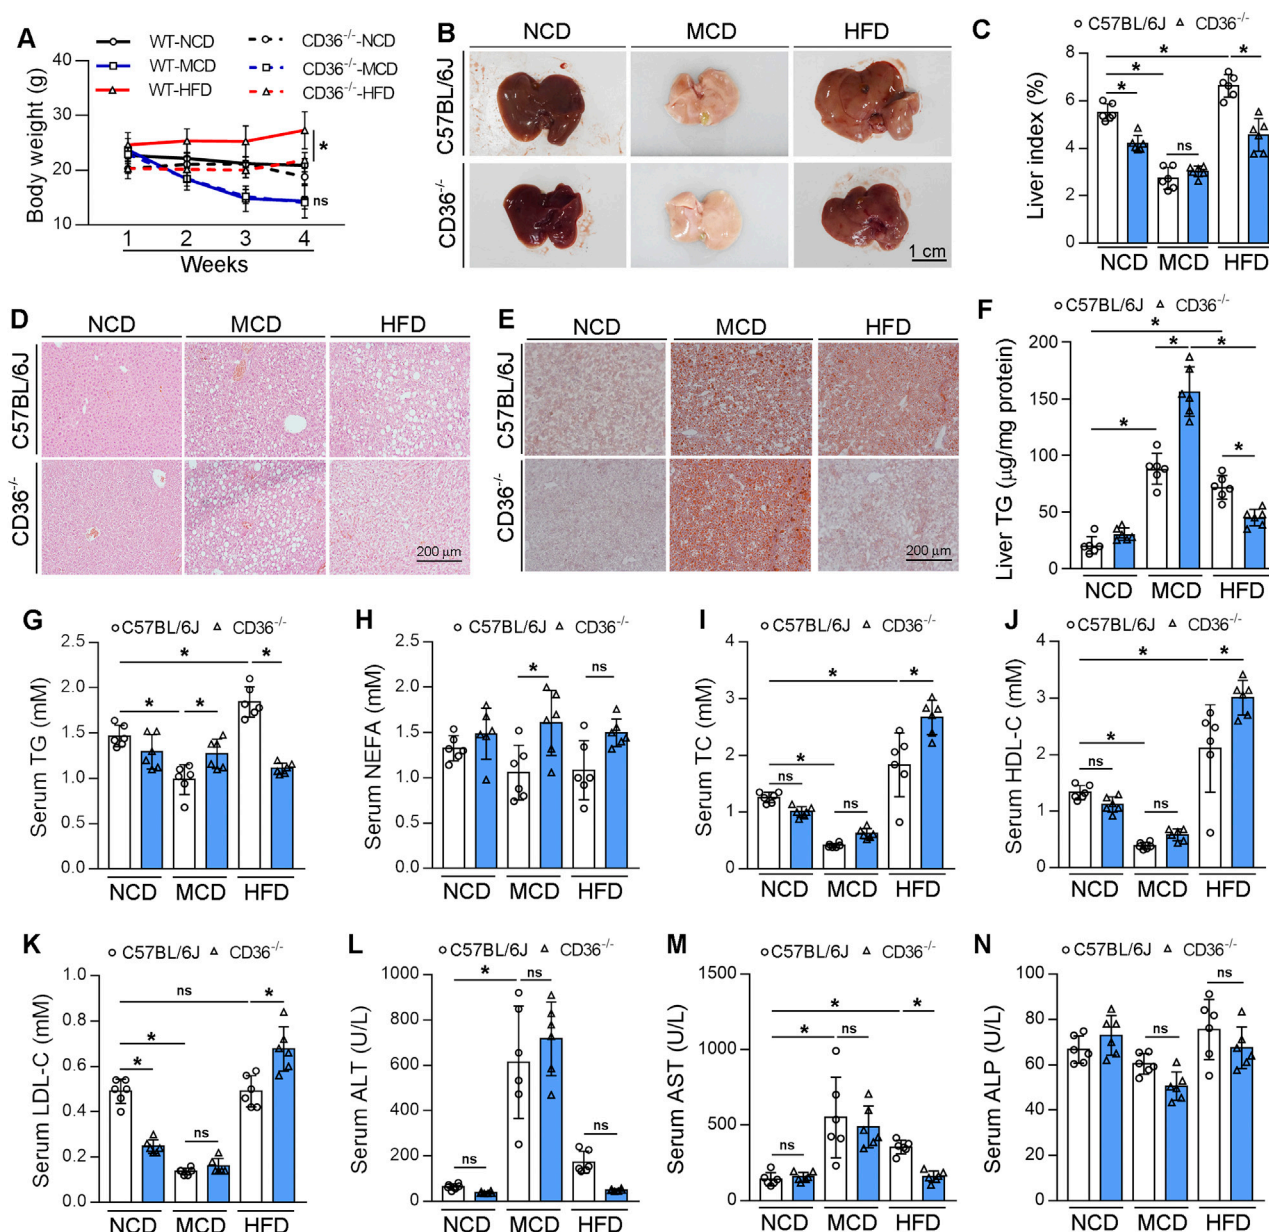 A
WT-NCD
WT-MCD
WT-HFD
CD36-/--NCD
CD36-/--MCD
CD36-/--HFD
Body weight (g)
40
30
20
10
*
ns
1 2 3 4
Weeks
B
NCD MCD HFD
C57BL/6J
CD36-/-
1 cm
C
C57BL/6J CD36-/-
Liver index (%)
8
6
4
2
0
* * * * ns
NCD MCD HFD
D
NCD MCD HFD
C57BL/6J
CD36-/-
200 µm
E
NCD MCD HFD
C57BL/6J
CD36-/-
200 µm
F
C57BL/6J CD36-/-
Liver TG (µg/mg protein)
200
150
100
50
0
* * * * *
NCD MCD HFD
G
C57BL/6J CD36-/-
Serum TG (mM)
2.5
2.0
1.5
1.0
0.5
0.0
* * * *
NCD MCD HFD
H
C57BL/6J CD36-/-
Serum NEFA (mM)
2.5
2.0
1.5
1.0
0.5
0.0
* ns
NCD MCD HFD
I
C57BL/6J CD36-/-
Serum TC (mM)
4
3
2
1
0
* * ns * ns
NCD MCD HFD
J
C57BL/6J CD36-/-
Serum HDL-C (mM)
4
3
2
1
0
* * * ns ns
NCD MCD HFD
K
C57BL/6J CD36-/-
Serum LDL-C (mM)
1.0
0.8
0.6
0.4
0.2
0.0
ns * * * ns
NCD MCD HFD
L
C57BL/6J CD36-/-
Serum ALT (U/L)
1000
800
600
400
200
0
* ns ns ns
NCD MCD HFD
M
C57BL/6J CD36-/-
Serum AST (U/L)
1500
1000
500
0
* * * ns ns
NCD MCD HFD
N
C57BL/6J CD36-/-
Serum ALP (U/L)
100
80
60
40
20
0
ns ns
NCD MCD HFD